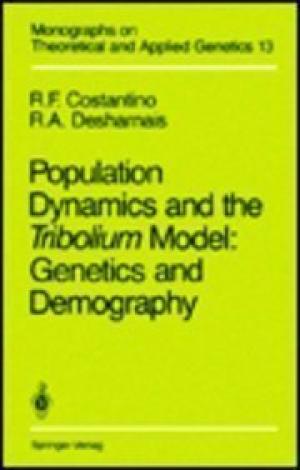 Monographs on
Theoretical and Applied Genetics 13
R.F. Costantino
R.A. Desharnais
Population
Dynamics and the
Tribolium Model:
Genetics and
Demography
Springer-Verlag